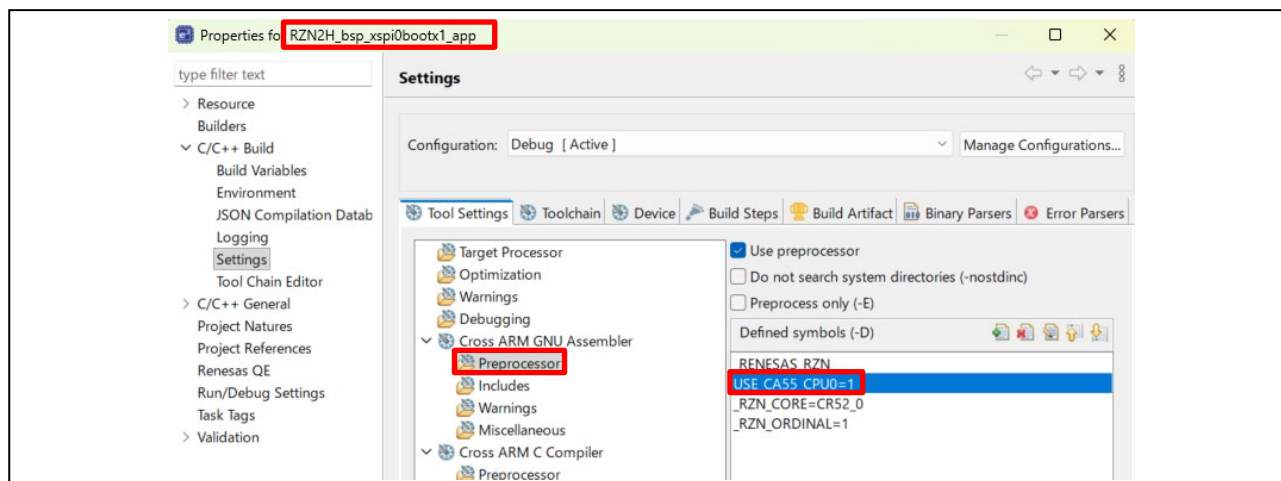 Properties for RZN2H_bsp_xspi0bootx1_app
type filter text
Settings
Resource
Builders
C/C++ Build
Build Variables
Environment
JSON Compilation Datab
Logging
Settings
Tool Chain Editor
C/C++ General
Project Natures
Project References
Renesas QE
Run/Debug Settings
Task Tags
Validation
Configuration: Debug [ Active ]
Manage Configurations...
Tool Settings Toolchain Device Build Steps Build Artifact Binary Parsers Error Parsers
Target Processor
Optimization
Warnings
Debugging
Cross ARM GNU Assembler
Preprocessor
Includes
Warnings
Miscellaneous
Cross ARM C Compiler
Preprocessor
Use preprocessor
Do not search system directories (-nostdinc)
Preprocess only (-E)
Defined symbols (-D)
_RENESAS_RZN_
USE_CA55_CPU0=1
_RZN_CORE=CR52_0
_RZN_ORDINAL=1